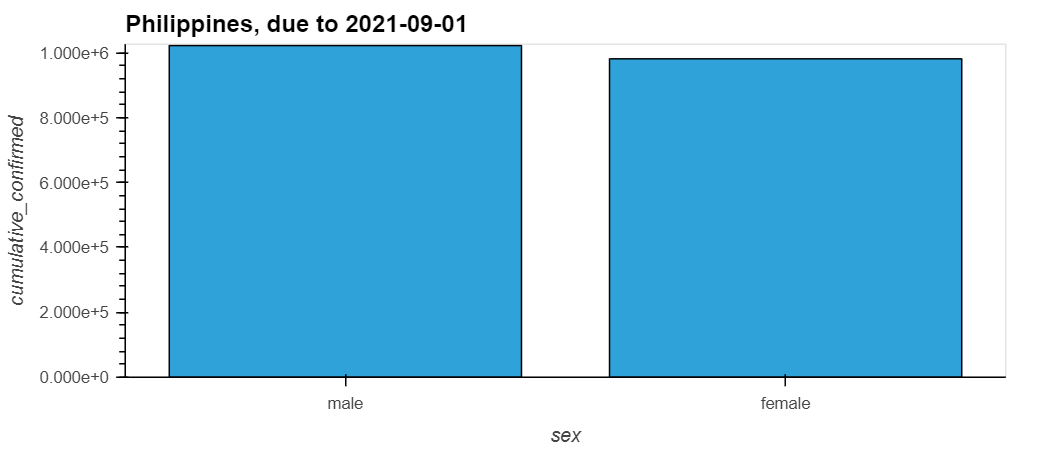 Philippines, due to 2021-09-01
cumulative_confirmed
1.000e+6
8.000e+5
6.000e+5
4.000e+5
2.000e+5
0.000e+0
male
female
sex